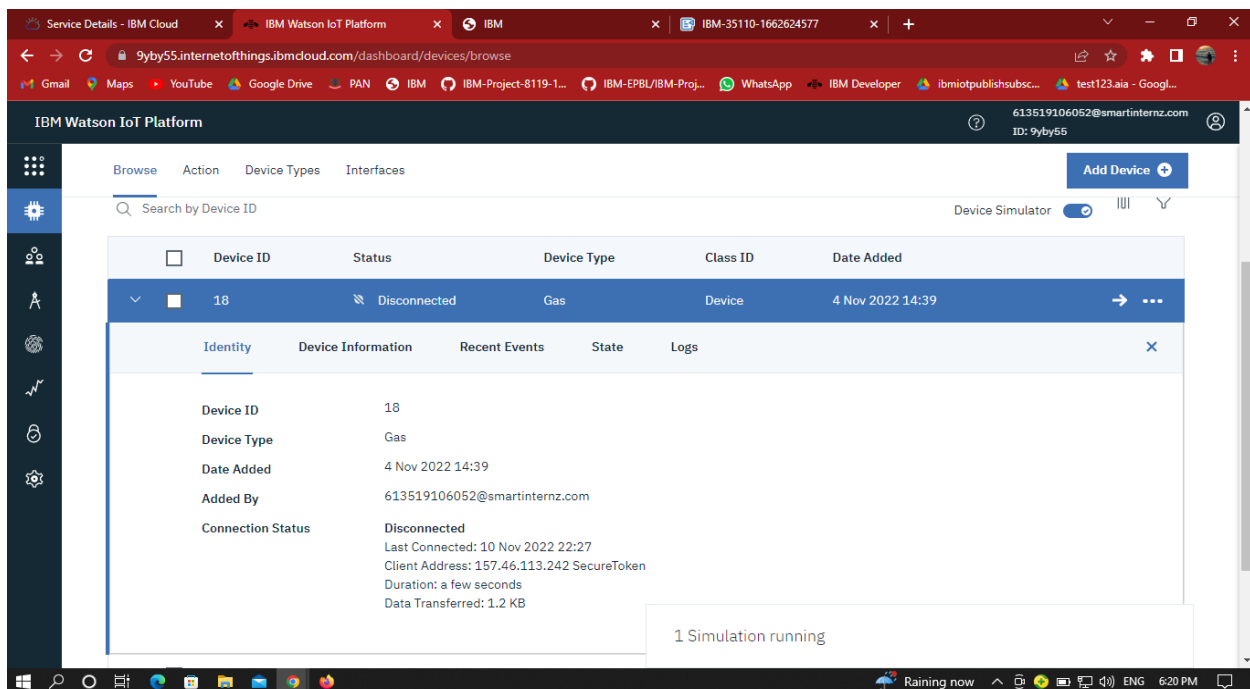 Service Details - IBM Cloud
IBM Watson IoT Platform
IBM
IBM-35110-1662624577
9yby55.internetofthings.ibmcloud.com/dashboard/devices/browse
Gmail Maps YouTube Google Drive PAN IBM IBM-Project-8119-1... IBM-EPBL/IBM-Proj... WhatsApp IBM Developer ibmiotpublishsubsc... test123.aia - Googl...
IBM Watson IoT Platform
613519106052@smartinternz.com
ID: 9yby55
Browse Action Device Types Interfaces
Add Device
Search by Device ID
Device Simulator
Device ID Status Device Type Class ID Date Added
18 Disconnected Gas Device 4 Nov 2022 14:39
Identity Device Information Recent Events State Logs
Device ID 18
Device Type Gas
Date Added 4 Nov 2022 14:39
Added By 613519106052@smartinternz.com
Connection Status Disconnected
Last Connected: 10 Nov 2022 22:27
Client Address: 157.46.113.242 SecureToken
Duration: a few seconds
Data Transferred: 1.2 KB
1 Simulation running
Raining now ENG 6:20 PM